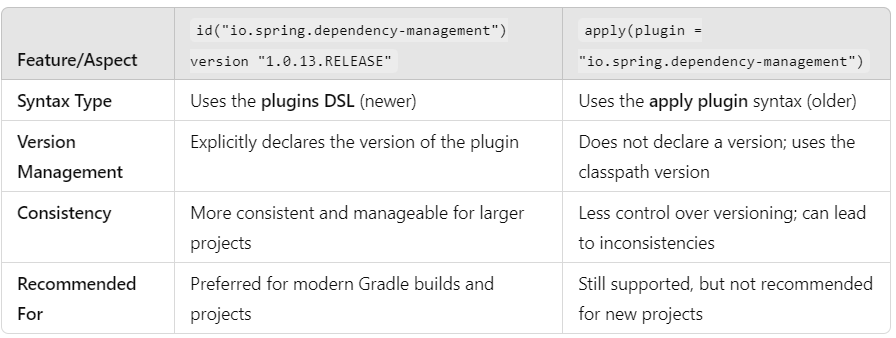 Feature/Aspect
id("io.spring.dependency-management")
version "1.0.13.RELEASE"
apply(plugin =
"io.spring.dependency-management")
Syntax Type
Uses the plugins DSL (newer)
Uses the apply plugin syntax (older)
Version
Management
Explicitly declares the version of the plugin
Does not declare a version; uses the
classpath version
Consistency
More consistent and manageable for larger
projects
Less control over versioning; can lead
to inconsistencies
Recommended
For
Preferred for modern Gradle builds and
projects
Still supported, but not recommended
for new projects